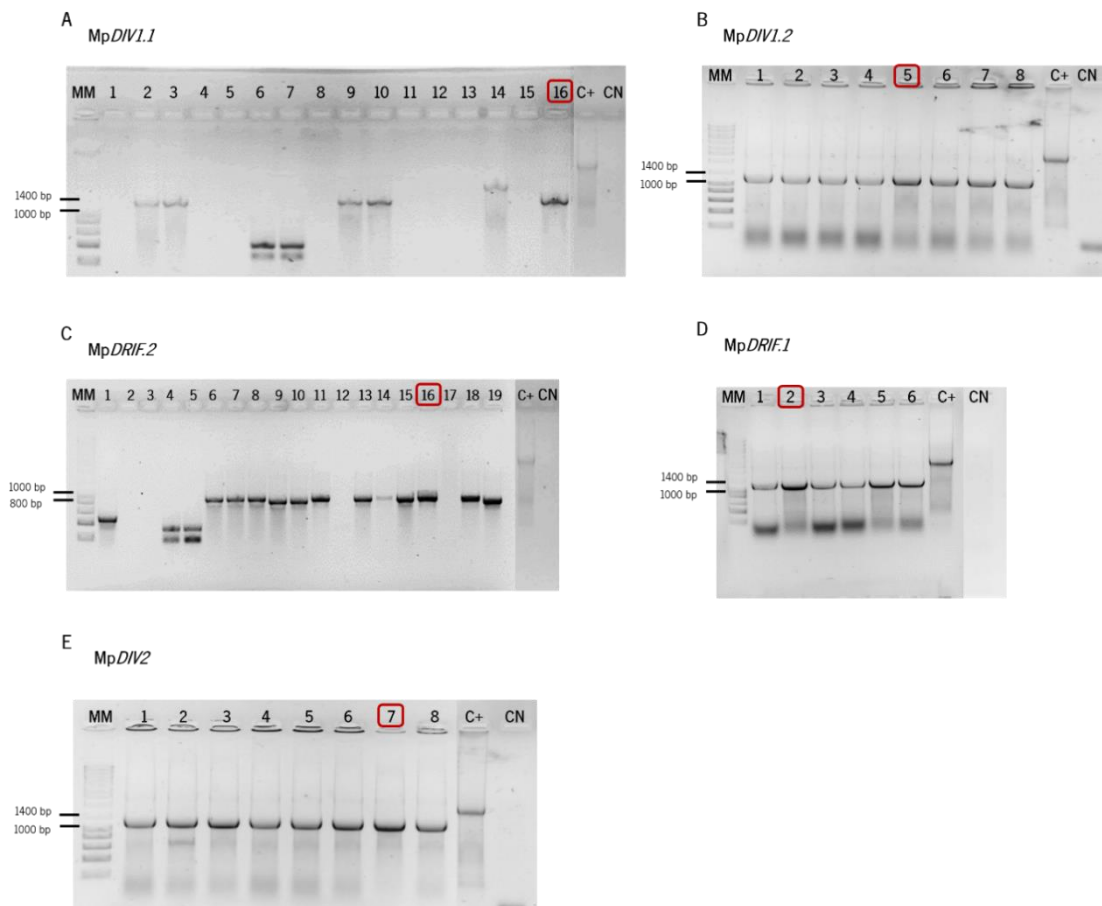 A
MpDIV1.1
MM 1 2 3 4 5 6 7 8 9 10 11 12 13 14 15 16 C+ CN
1400 bp
1000 bp
B
MpDIV1.2
MM 1 2 3 4 5 6 7 8 C+ CN
1400 bp
1000 bp
C
MpDRIF.2
MM 1 2 3 4 5 6 7 8 9 10 11 12 13 14 15 16 17 18 19 C+ CN
1000 bp
800 bp
D
MpDRIF.1
MM 1 2 3 4 5 6 C+ CN
1400 bp
1000 bp
E
MpDIV2
MM 1 2 3 4 5 6 7 8 C+ CN
1400 bp
1000 bp